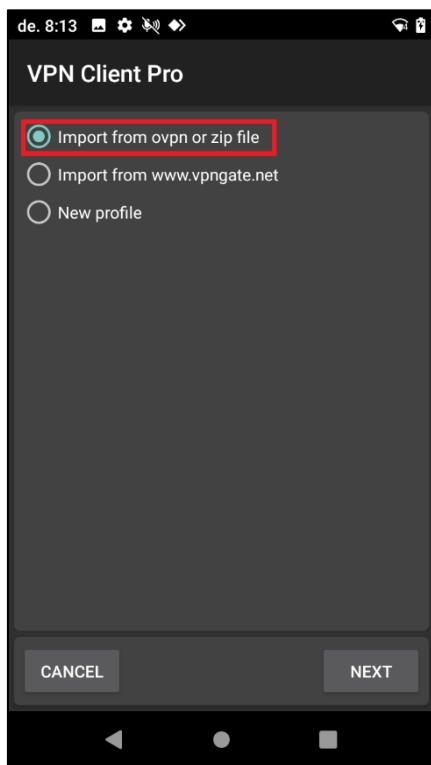 de. 8:13
VPN Client Pro
Import from ovpn or zip file
Import from www.vpngate.net
New profile
CANCEL
NEXT